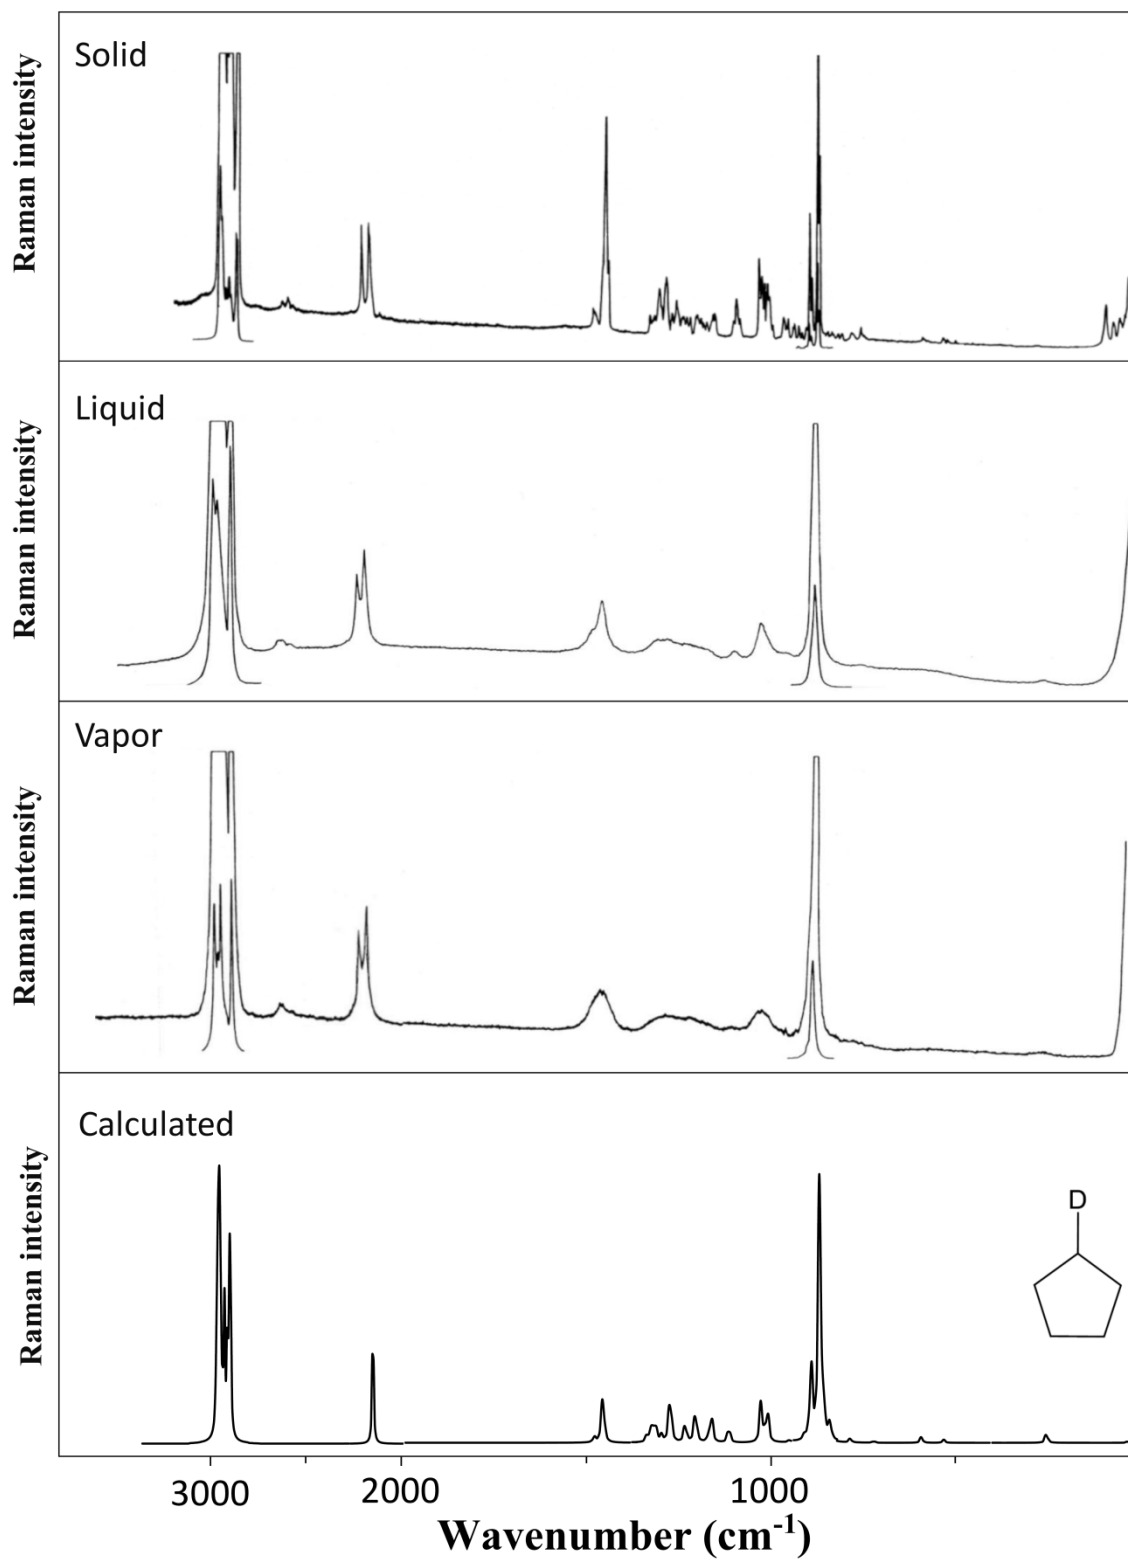 Solid
Raman intensity
Liquid
Raman intensity
Vapor
Raman intensity
Calculated
Raman intensity
D
3000 2000 1000
Wavenumber (cm-1)